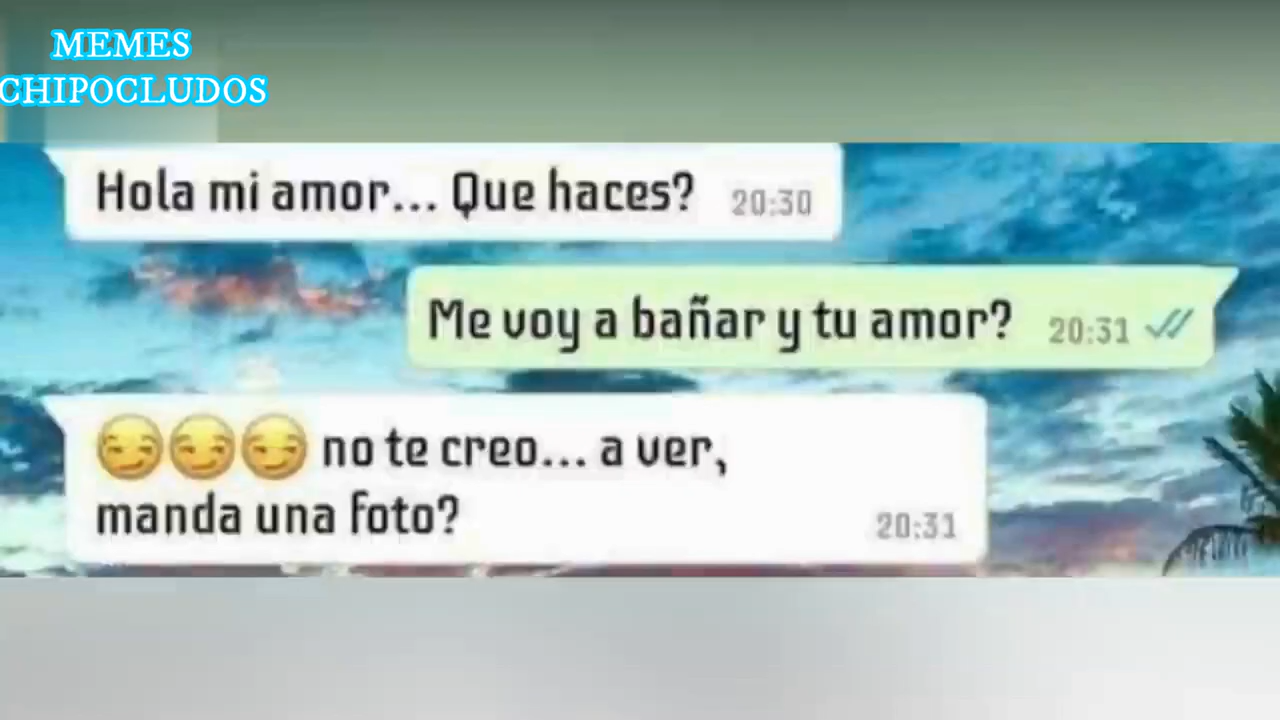 MEMES
CHIPOCLUDOS
Hola mi amor... Que haces? 20:30
Me voy a bañar y tu amor? 20:31
😏😏😏 no te creo... a ver,
manda una foto? 20:31